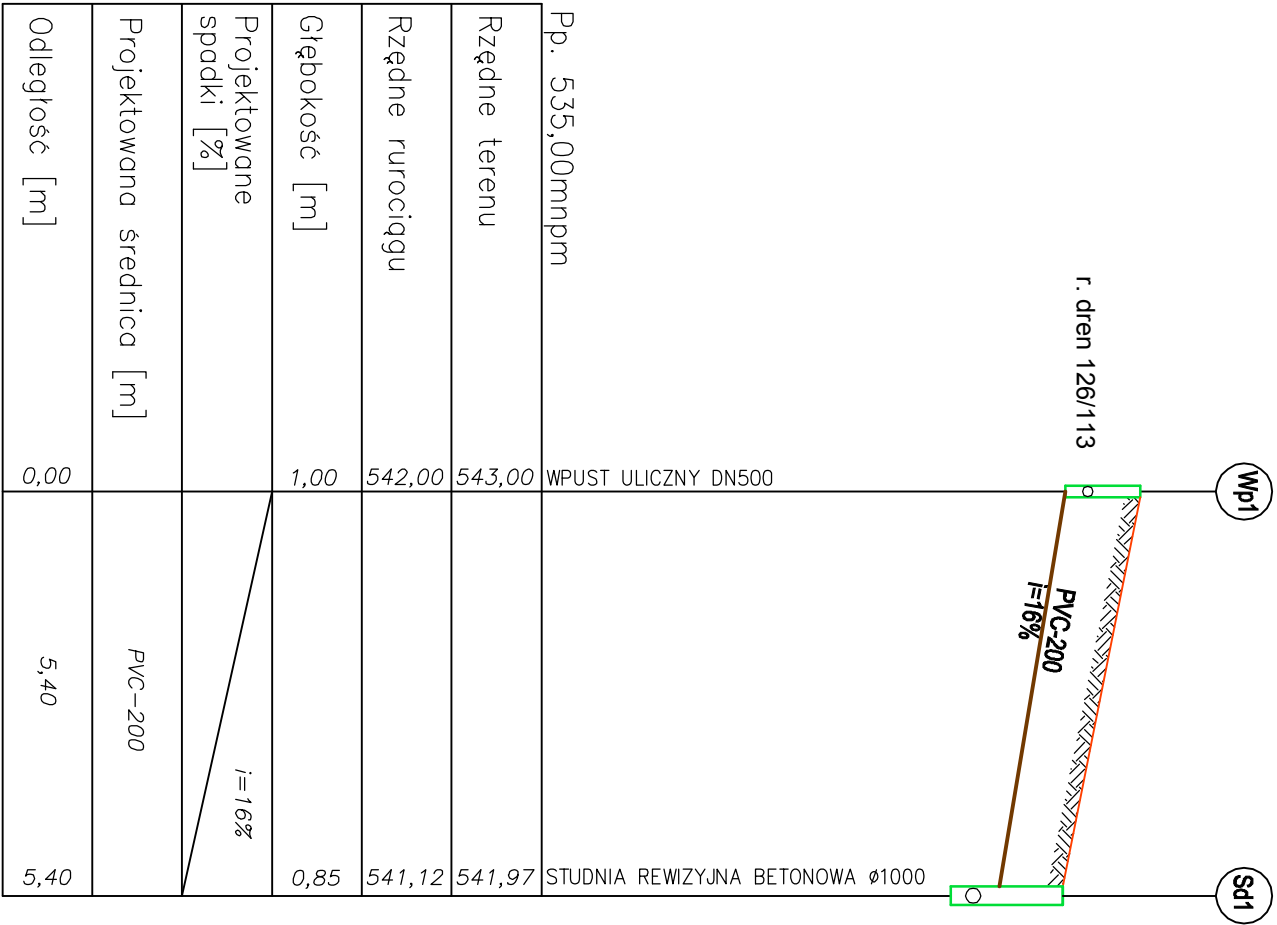 Wp1
Sd1
r. dren 126/113
PVC-200
i=16%
Pp. 535,00mnpm
WPUST ULICZNY DN500
STUDNIA REWIZYJNA BETONOWA ø1000
Rzędne terenu
543,00
541,97
Rzędne rurociągu
542,00
541,12
Głębokość [m]
1,00
0,85
Projektowane
spadki [%]
i=16%
Projektowana średnica [m]
PVC-200
Odległość [m]
0,00
5,40
5,40